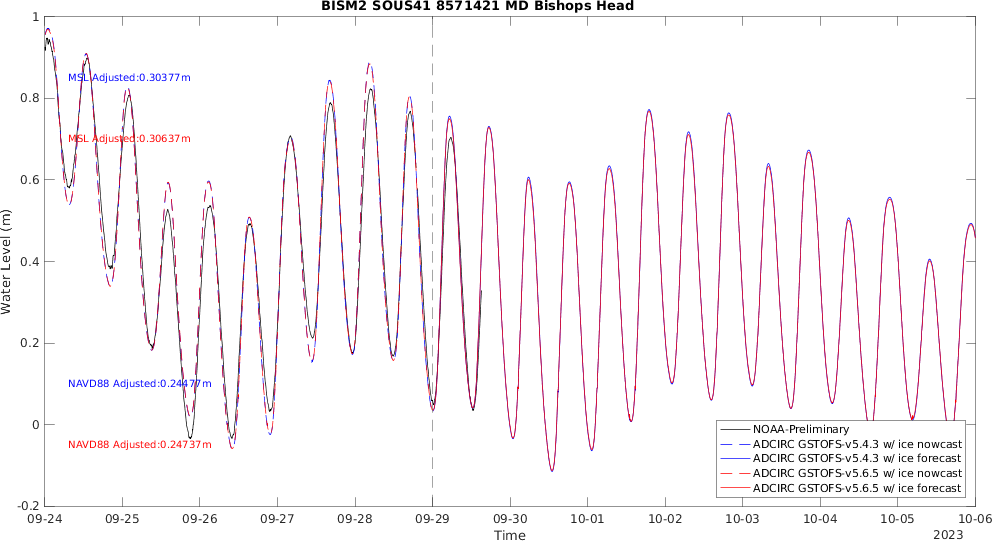 BISM2 SOUS41 8571421 MD Bishops Head
1
0.8
0.6
0.4
0.2
0
-0.2
Water Level (m)
MSL Adjusted:0.30377m
MSL Adjusted:0.30637m
NAVD88 Adjusted:0.24477m
NAVD88 Adjusted:0.24737m
NOAA-Preliminary
ADCIRC GSTOFS-v5.4.3 w/ ice nowcast
ADCIRC GSTOFS-v5.4.3 w/ ice forecast
ADCIRC GSTOFS-v5.6.5 w/ ice nowcast
ADCIRC GSTOFS-v5.6.5 w/ ice forecast
09-24 09-25 09-26 09-27 09-28 09-29 09-30 10-01 10-02 10-03 10-04 10-05 10-06
Time
2023